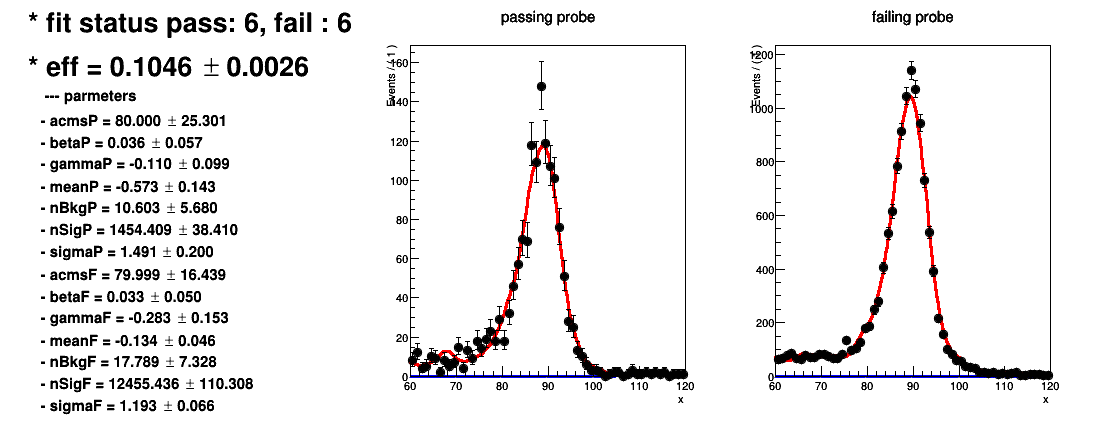 * fit status pass: 6, fail : 6
* eff = 0.1046 ± 0.0026
--- parmeters
- acmsP = 80.000 ± 25.301
- betaP = 0.036 ± 0.057
- gammaP = -0.110 ± 0.099
- meanP = -0.573 ± 0.143
- nBkgP = 10.603 ± 5.680
- nSigP = 1454.409 ± 38.410
- sigmaP = 1.491 ± 0.200
- acmsF = 79.999 ± 16.439
- betaF = 0.033 ± 0.050
- gammaF = -0.283 ± 0.153
- meanF = -0.134 ± 0.046
- nBkgF = 17.789 ± 7.328
- nSigF = 12455.436 ± 110.308
- sigmaF = 1.193 ± 0.066
passing probe
Events / ( 1 )
160
140
120
100
80
60
40
20
0
60 70 80 90 100 110 120
x
failing probe
Events / (
1200
1000
800
600
400
200
0
60 70 80 90 100 110 120
x